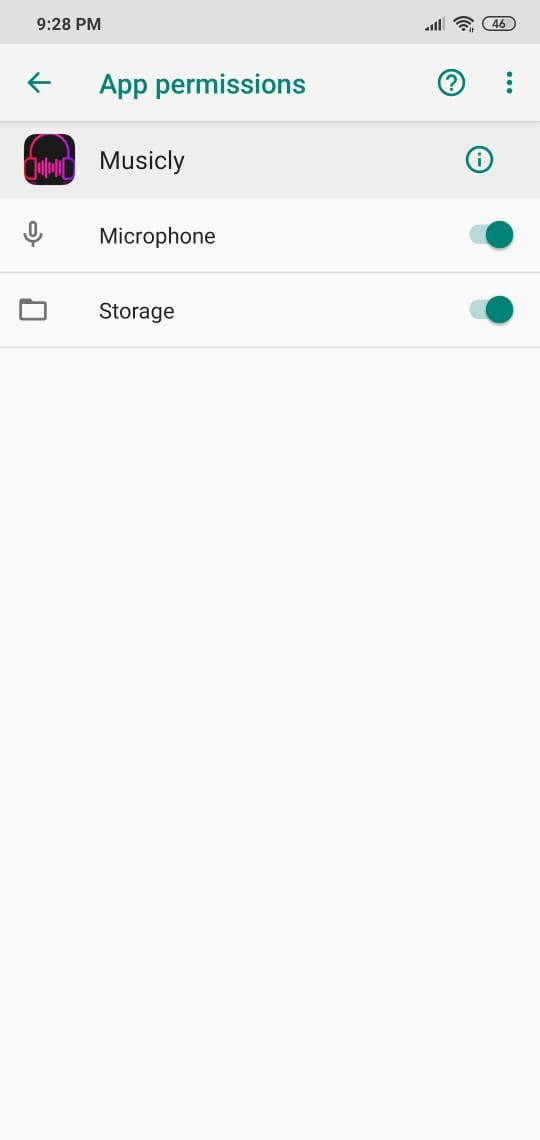 9:28 PM 46
App permissions
Musicly
Microphone
Storage